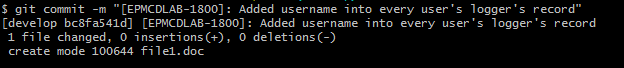 $ git commit -m "[EPMCDLAB-1800]: Added username into every user's logger's record"
[develop bc8fa541d] [EPMCDLAB-1800]: Added username into every user's logger's record
 1 file changed, 0 insertions(+), 0 deletions(-)
 create mode 100644 file1.doc